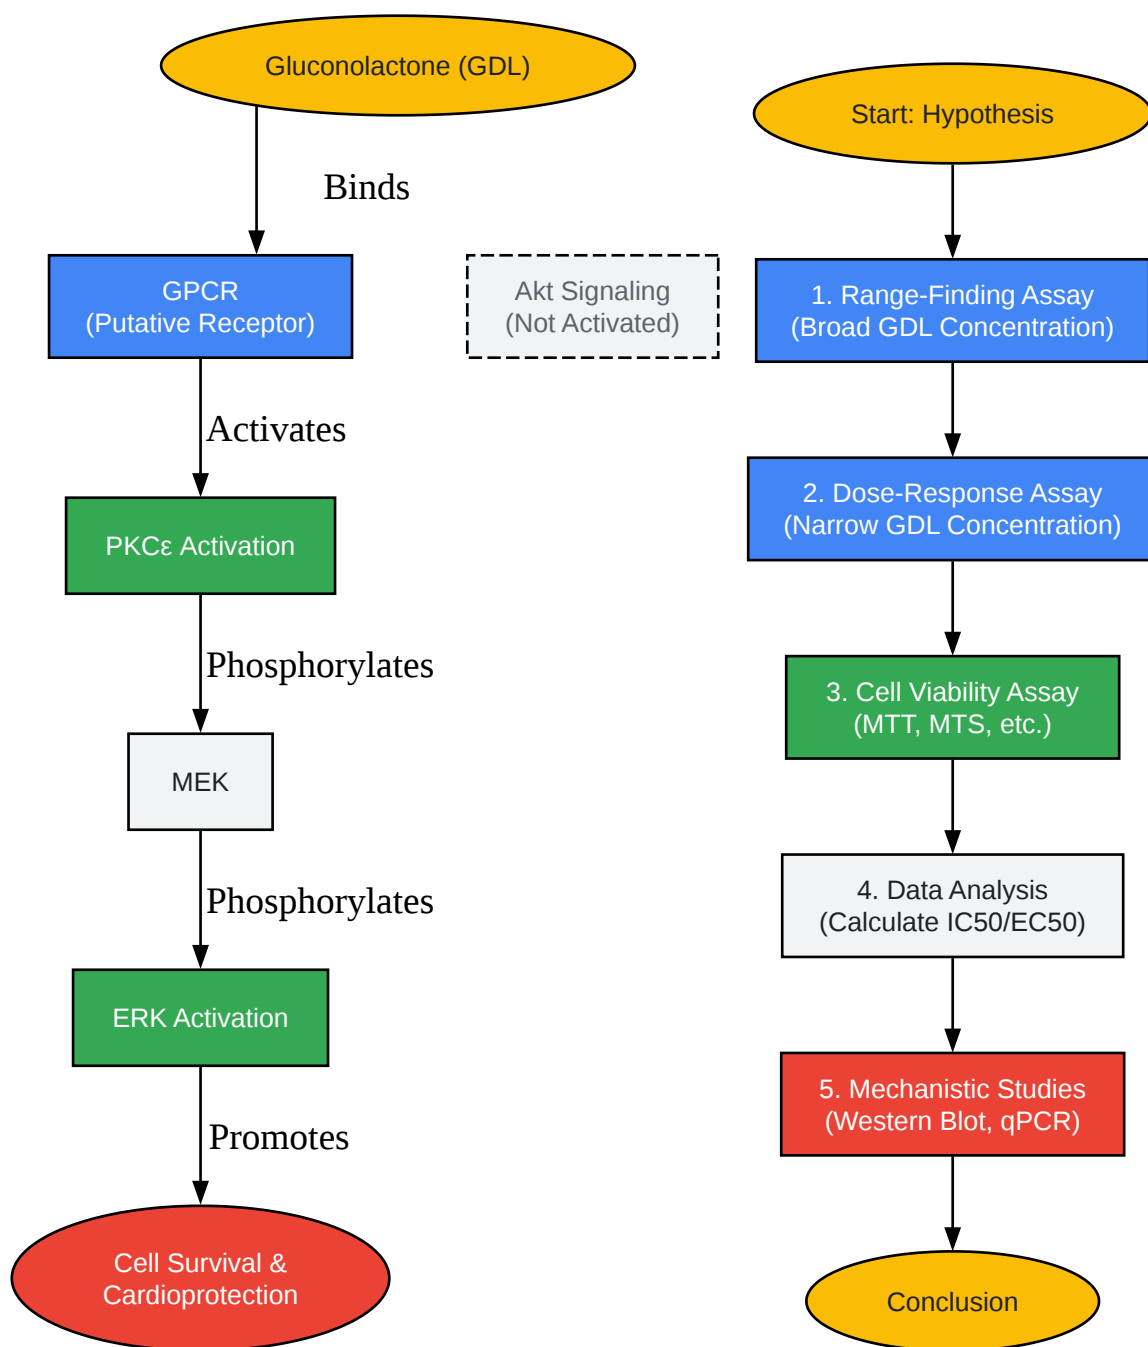 Gluconolactone (GDL)
Binds
GPCR
(Putative Receptor)
Activates
PKCε Activation
Phosphorylates
MEK
Phosphorylates
ERK Activation
Promotes
Cell Survival &
Cardioprotection
Akt Signaling
(Not Activated)
Start: Hypothesis
1. Range-Finding Assay
(Broad GDL Concentration)
2. Dose-Response Assay
(Narrow GDL Concentration)
3. Cell Viability Assay
(MTT, MTS, etc.)
4. Data Analysis
(Calculate IC50/EC50)
5. Mechanistic Studies
(Western Blot, qPCR)
Conclusion